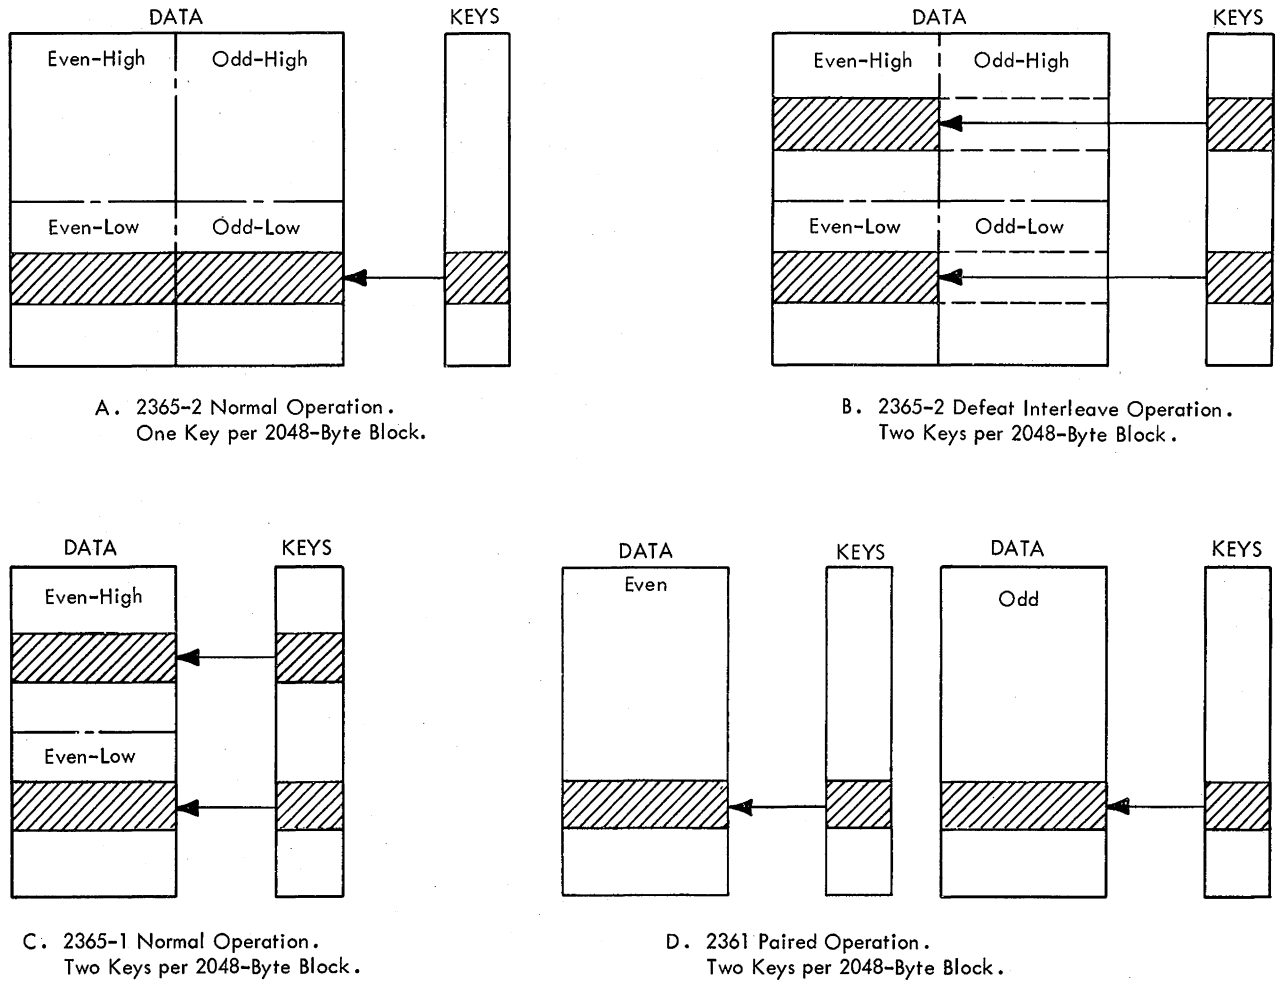 DATA KEYS
Even-High Odd-High
Even-Low Odd-Low
A. 2365-2 Normal Operation.
One Key per 2048-Byte Block.
DATA KEYS
Even-High Odd-High
Even-Low Odd-Low
B. 2365-2 Defeat Interleave Operation.
Two Keys per 2048-Byte Block.
DATA KEYS
Even-High
Even-Low
C. 2365-1 Normal Operation.
Two Keys per 2048-Byte Block.
DATA KEYS DATA KEYS
Even Odd
D. 2361 Paired Operation.
Two Keys per 2048-Byte Block.